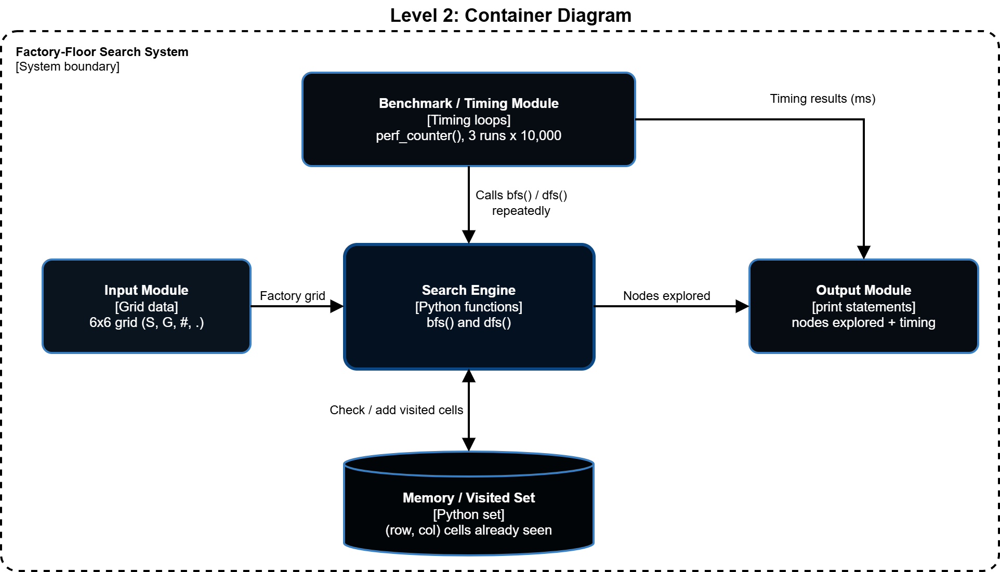 Level 2: Container Diagram
Factory-Floor Search System
[System boundary]
Benchmark / Timing Module
[Timing loops]
perf_counter(), 3 runs x 10,000
Timing results (ms)
Calls bfs() / dfs()
repeatedly
Input Module
[Grid data]
6x6 grid (S, G, #, .)
Factory grid
Search Engine
[Python functions]
bfs() and dfs()
Nodes explored
Output Module
[print statements]
nodes explored + timing
Check / add visited cells
Memory / Visited Set
[Python set]
(row, col) cells already seen